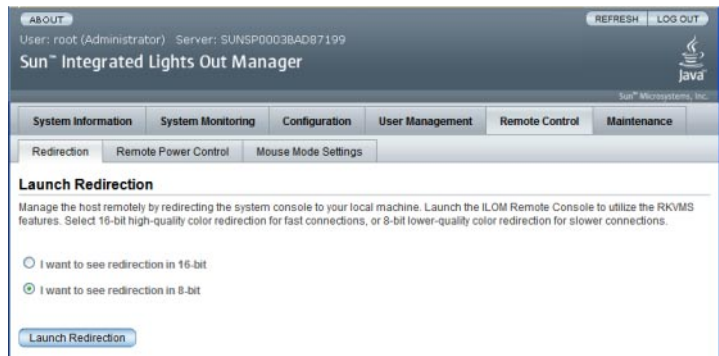 ABOUT
REFRESH LOG OUT
User: root (Administrator) Server: SUNSP0003BAD87199
Sun™ Integrated Lights Out Manager
Java
Sun™ Microsystems, Inc.
System Information System Monitoring Configuration User Management Remote Control Maintenance
Redirection Remote Power Control Mouse Mode Settings
Launch Redirection
Manage the host remotely by redirecting the system console to your local machine. Launch the ILOM Remote Console to utilize the RKVMS
features. Select 16-bit high-quality color redirection for fast connections, or 8-bit lower-quality color redirection for slower connections.
I want to see redirection in 16-bit
I want to see redirection in 8-bit
Launch Redirection